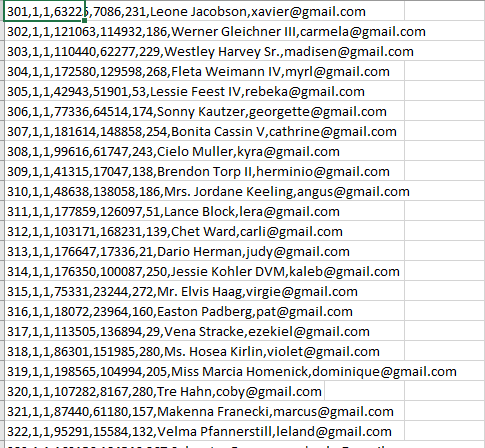 301,1,1,63225,7086,231,Leone Jacobson,xavier@gmail.com
302,1,1,121063,114932,186,Werner Gleichner III,carmela@gmail.com
303,1,1,110440,62277,229,Westley Harvey Sr.,madisen@gmail.com
304,1,1,172580,129598,268,Fleta Weimann IV,myrl@gmail.com
305,1,1,42943,51901,53,Lessie Feest IV,rebeka@gmail.com
306,1,1,77336,64514,174,Sonny Kautzer,georgette@gmail.com
307,1,1,181614,148858,254,Bonita Cassin V,cathrine@gmail.com
308,1,1,99616,61747,243,Cielo Muller,kyra@gmail.com
309,1,1,41315,17047,138,Brendon Torp II,herminio@gmail.com
310,1,1,48638,138058,186,Mrs. Jordane Keeling,angus@gmail.com
311,1,1,177859,126097,51,Lance Block,lera@gmail.com
312,1,1,103171,168231,139,Chet Ward,carli@gmail.com
313,1,1,176647,17336,21,Dario Herman,judy@gmail.com
314,1,1,176350,100087,250,Jessie Kohler DVM,kaleb@gmail.com
315,1,1,75331,23244,272,Mr. Elvis Haag,virgie@gmail.com
316,1,1,18072,23964,160,Easton Padberg,pat@gmail.com
317,1,1,113505,136894,29,Vena Stracke,ezekiel@gmail.com
318,1,1,86301,151985,280,Ms. Hosea Kirlin,violet@gmail.com
319,1,1,198565,104994,205,Miss Marcia Homenick,dominique@gmail.com
320,1,1,107282,8167,280,Tre Hahn,coby@gmail.com
321,1,1,87440,61180,157,Makenna Franecki,marcus@gmail.com
322,1,1,95291,15584,132,Velma Pfannerstill,leland@gmail.com